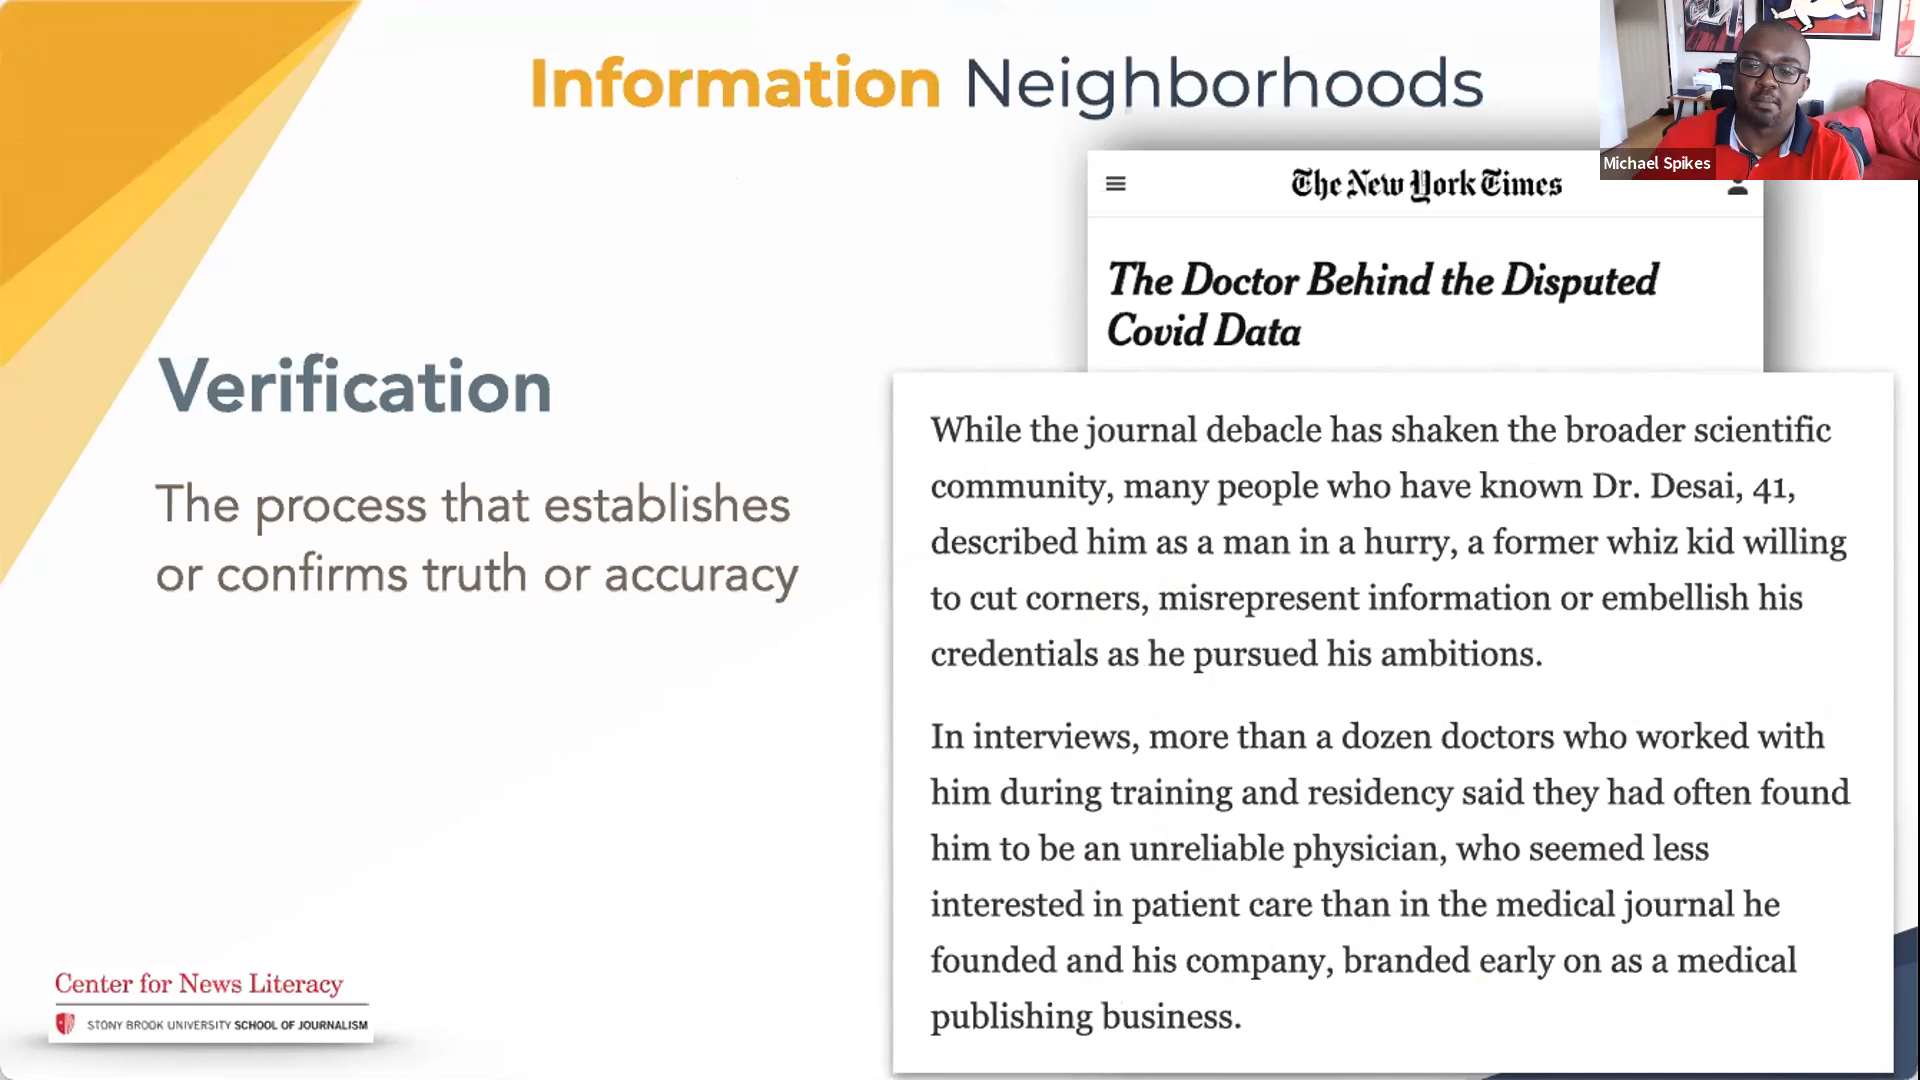 Information Neighborhoods
Michael Spikes
The New York Times
The Doctor Behind the Disputed
Covid Data
Verification
The process that establishes
or confirms truth or accuracy
While the journal debacle has shaken the broader scientific
community, many people who have known Dr. Desai, 41,
described him as a man in a hurry, a former whiz kid willing
to cut corners, misrepresent information or embellish his
credentials as he pursued his ambitions.
In interviews, more than a dozen doctors who worked with
him during training and residency said they had often found
him to be an unreliable physician, who seemed less
interested in patient care than in the medical journal he
founded and his company, branded early on as a medical
publishing business.
Center for News Literacy
STONY BROOK UNIVERSITY SCHOOL OF JOURNALISM